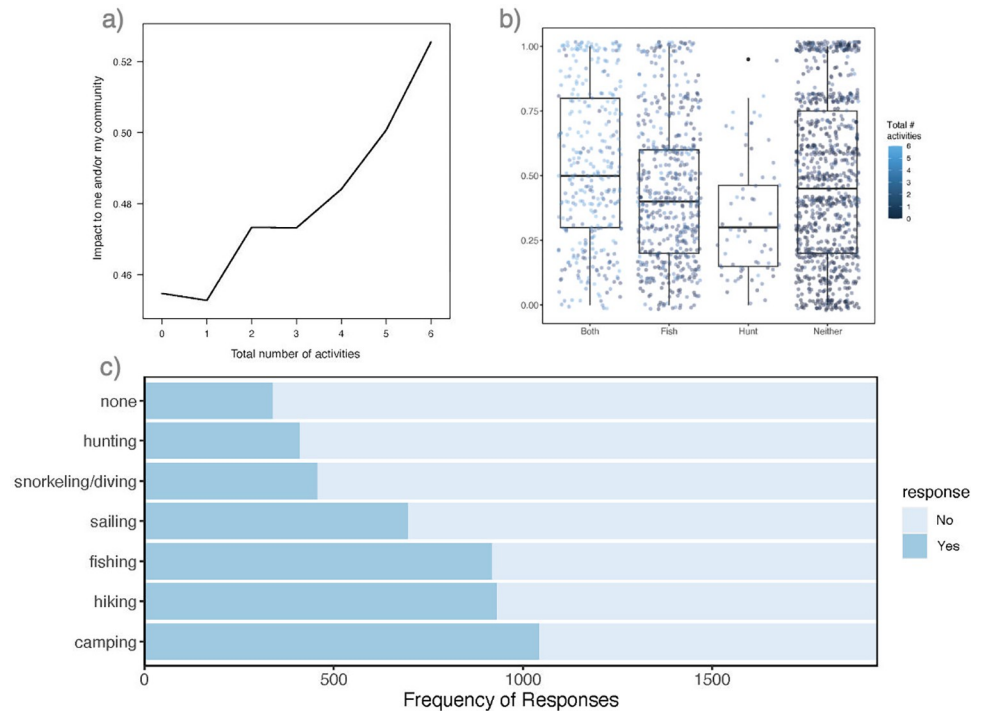 a)
Impact to me and/or my community
0.52
0.50
0.48
0.46
0 1 2 3 4 5 6
Total number of activities
b)
1.00
0.75
0.50
0.25
0.00
Both Fish Hunt Neither
Total #
activities
6
5
4
3
2
1
0
c)
none
hunting
snorkeling/diving
sailing
fishing
hiking
camping
0 500 1000 1500
Frequency of Responses
response
No
Yes